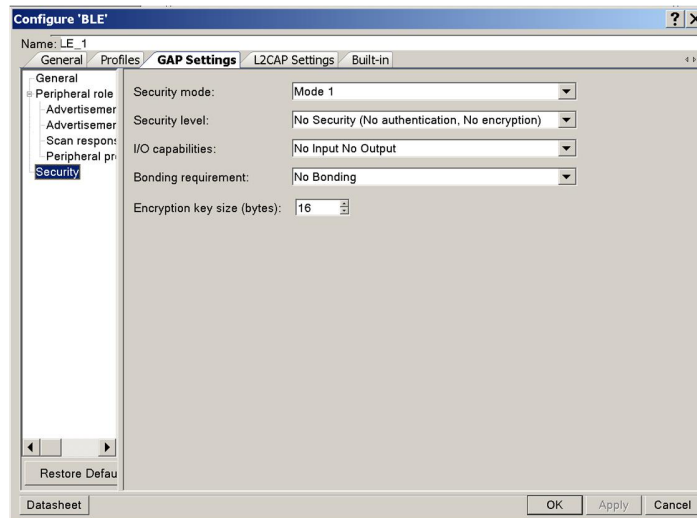 Configure 'BLE'
Name: LE_1
General Profiles GAP Settings L2CAP Settings Built-in
General
Peripheral role
Advertisemer
Advertisemer
Scan respons
Peripheral pr
Security
Security mode: Mode 1
Security level: No Security (No authentication, No encryption)
I/O capabilities: No Input No Output
Bonding requirement: No Bonding
Encryption key size (bytes): 16
Restore Defau
Datasheet OK Apply Cancel